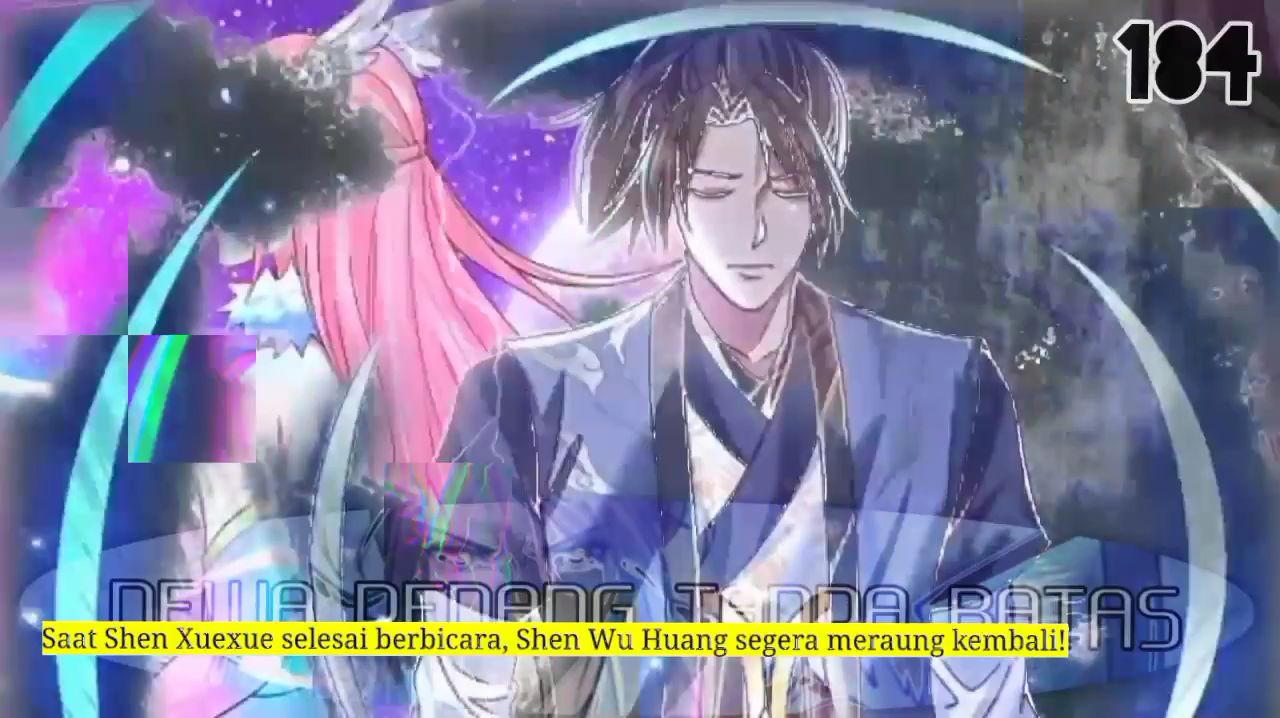 184
DEWA PEDANG TANPA BATAS
Saat Shen Xuexue selesai berbicara, Shen Wu Huang segera meraung kembali!